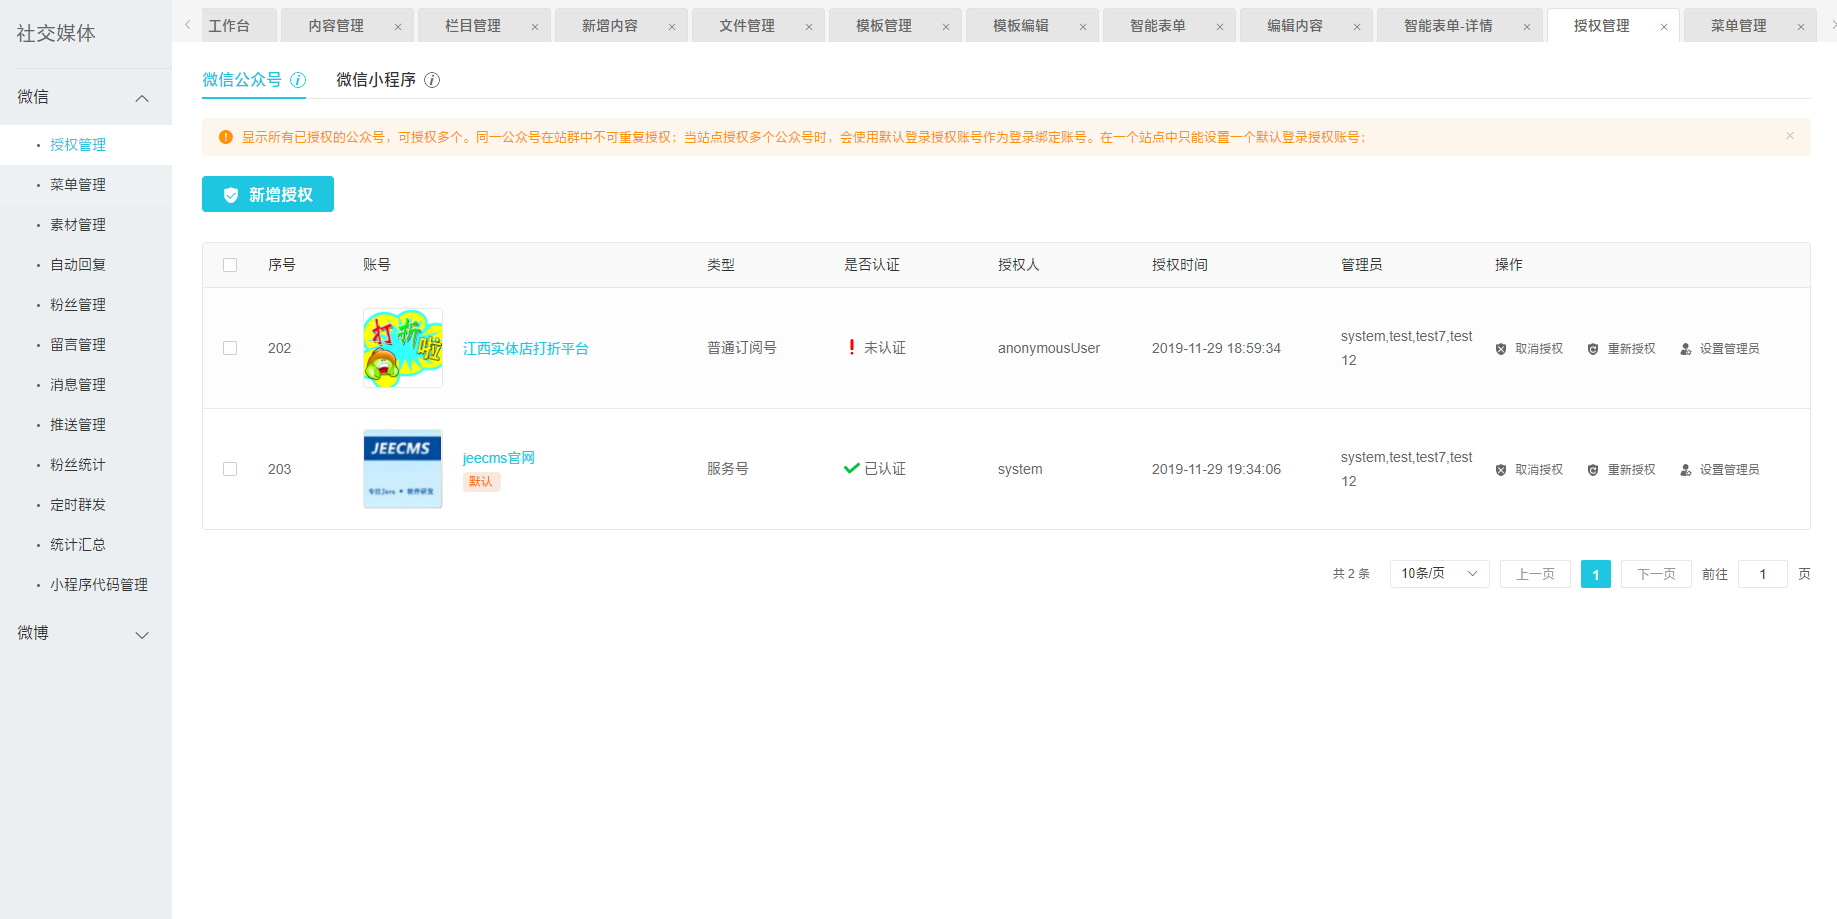 社交媒体
微信
授权管理
菜单管理
素材管理
自动回复
粉丝管理
留言管理
消息管理
推送管理
粉丝统计
定时群发
统计汇总
小程序代码管理
微博
工作台 内容管理 栏目管理 新增内容 文件管理 模板管理 模板编辑 智能表单 编辑内容 智能表单-详情 授权管理 菜单管理
微信公众号 微信小程序
显示所有已授权的公众号，可授权多个。同一公众号在站群中不可重复授权；当站点授权多个公众号时，会使用默认登录授权账号作为登录绑定账号。在一个站点中只能设置一个默认登录授权账号；
新增授权
序号 账号 类型 是否认证 授权人 授权时间 管理员 操作
打折啦
202 江西实体店打折平台 普通订阅号 未认证 anonymousUser 2019-11-29 18:59:34 system,test,test7,test
12 取消授权 重新授权 设置管理员
JEECMS
专注Java • 软件研发
203 jeecms官网 服务号 已认证 system 2019-11-29 19:34:06 system,test,test7,test
12 取消授权 重新授权 设置管理员
默认
共 2 条 10条/页 上一页 1 下一页 前往 1 页